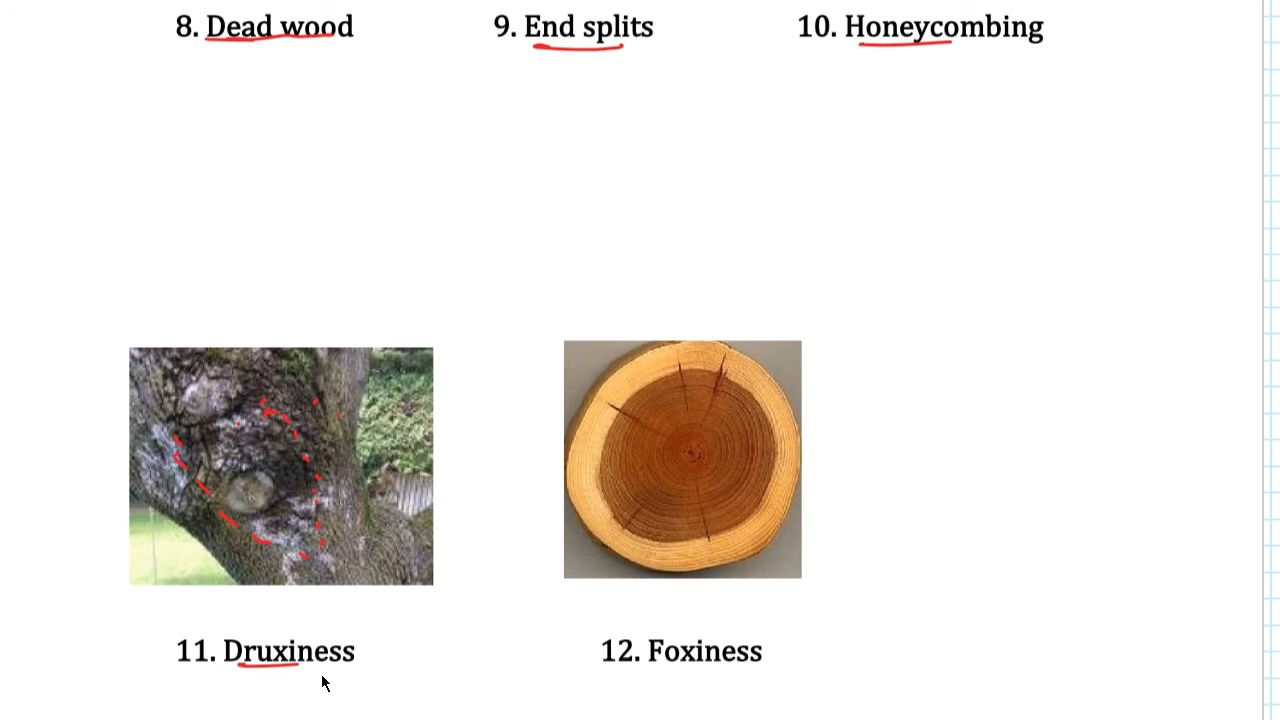 8. Dead wood 9. End splits 10. Honeycombing
11. Druxiness 12. Foxiness